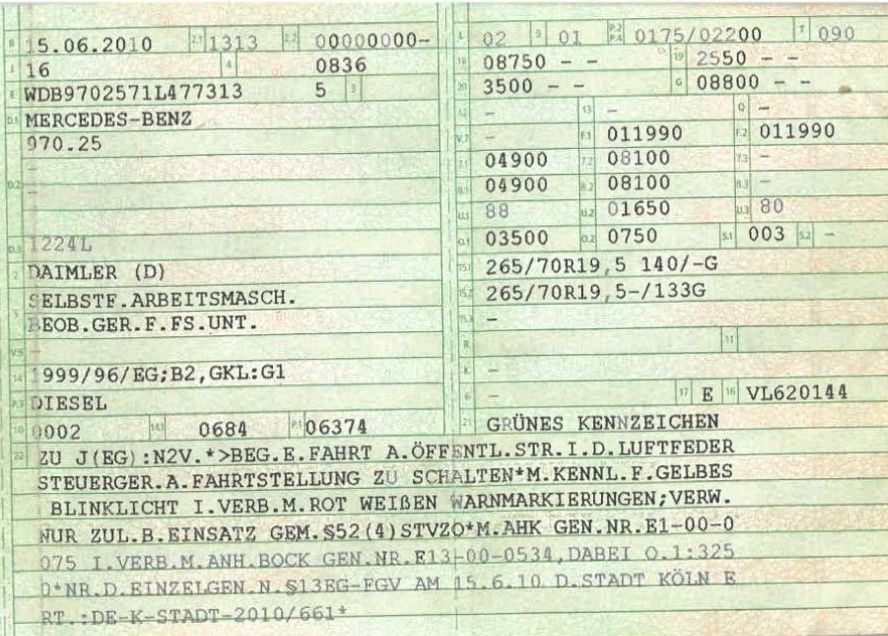 B 15.06.2010 2.1 1313 2.2 00000000-
J 16 4 0836
E WDB9702571L477313 5 3
D.1 MERCEDES-BENZ
970.25
-
D.2 -
D.3 1224L
2 DAIMLER (D)
5 SELBSTF.ARBEITSMASCH.
BEOB.GER.F.FS.UNT.
V.9 -
14 1999/96/EG;B2,GKL:G1
P.3 DIESEL
10 0002 14.1 0684 P.1 06374
L 02 9 01 P.2 P.4 0175/02200 T 090
18 08750 - - 19 2550 - -
20 3500 - - G 08800 - -
12 - 13 - Q -
V.7 - F.1 011990 F.2 011990
7.1 04900 7.2 08100 7.3 -
8.1 04900 8.2 08100 8.3 -
U.1 88 U.2 01650 U.3 80
O.1 03500 O.2 0750 S.1 003 S.2 -
15.1 265/70R19,5 140/-G
15.2 265/70R19,5-/133G
15.3 -
R 11
K -
6 - 17 E 16 VL620144
21 GRÜNES KENNZEICHEN
22 ZU J(EG):N2V.*>BEG.E.FAHRT A.ÖFFENTL.STR.I.D.LUFTFEDER
STEUERGER.A.FAHRTSTELLUNG ZU SCHALTEN*M.KENNL.F.GELBES
BLINKLICHT I.VERB.M.ROT WEIßEN WARNMARKIERUNGEN;VERW.
NUR ZUL.B.EINSATZ GEM.§52(4)STVZO*M.AHK GEN.NR.E1-00-0
075 I.VERB.M.ANH.BOCK GEN.NR.E13-00-0534,DABEI O.1:325
0*NR.D.EINZELGEN.N.§13EG-FGV AM 15.6.10 D.STADT KÖLN E
RT.:DE-K-STADT-2010/661*